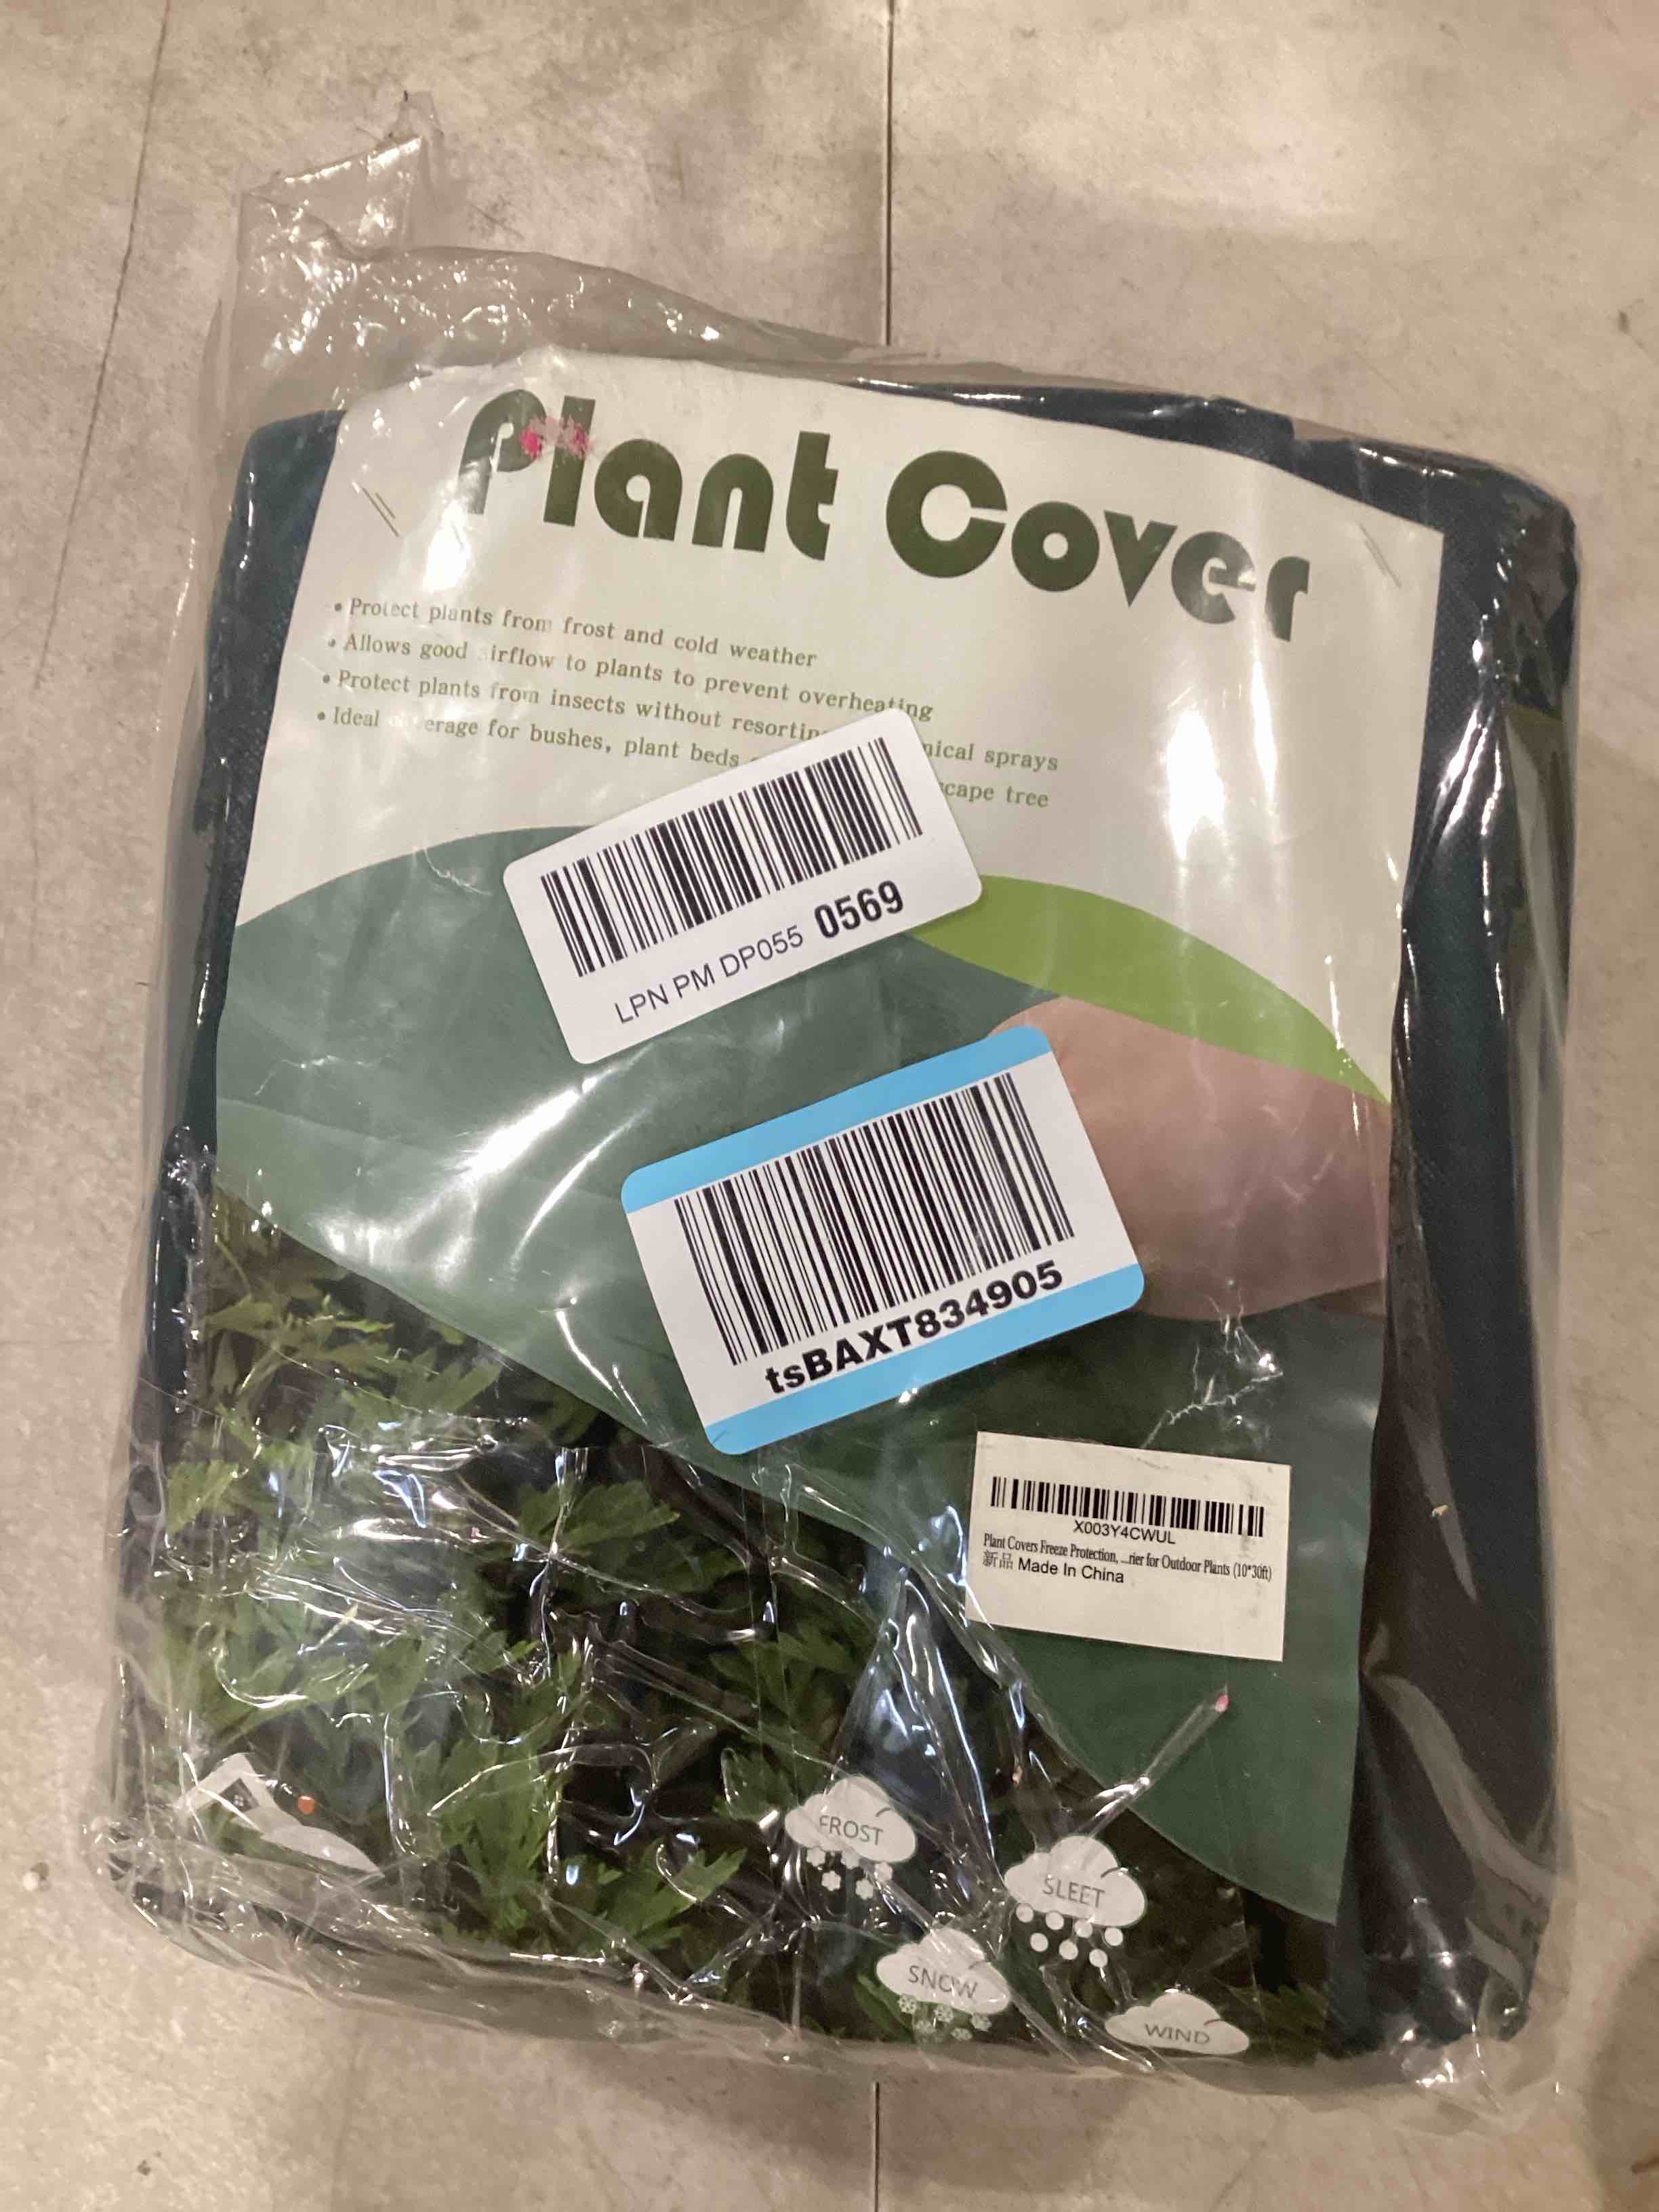 Plant Cover
• Protect plants from frost and cold weather
• Allows good irflow to plants to prevent overheating
• Protect plants from insects without resortin nical sprays
• Ideal erage for bushes, plant beds cape tree
LPN PM DP055 0569
tsBAXT834905
X003Y4CWUL
Plant Covers Freeze Protection, ...rier for Outdoor Plants (10*30ft)
新品 Made In China
FROST
SLEET
SNOW
WIND